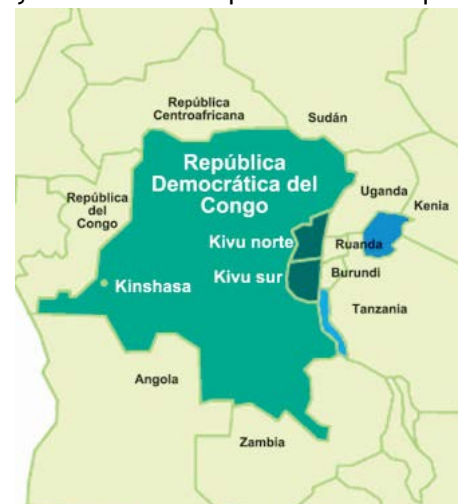 República
Centroafricana
Sudán
República
Democrática del
Congo
Uganda
Kenia
República
del
Congo
Kivu norte
Ruanda
Kivu sur
Burundi
Kinshasa
Tanzania
Angola
Zambia